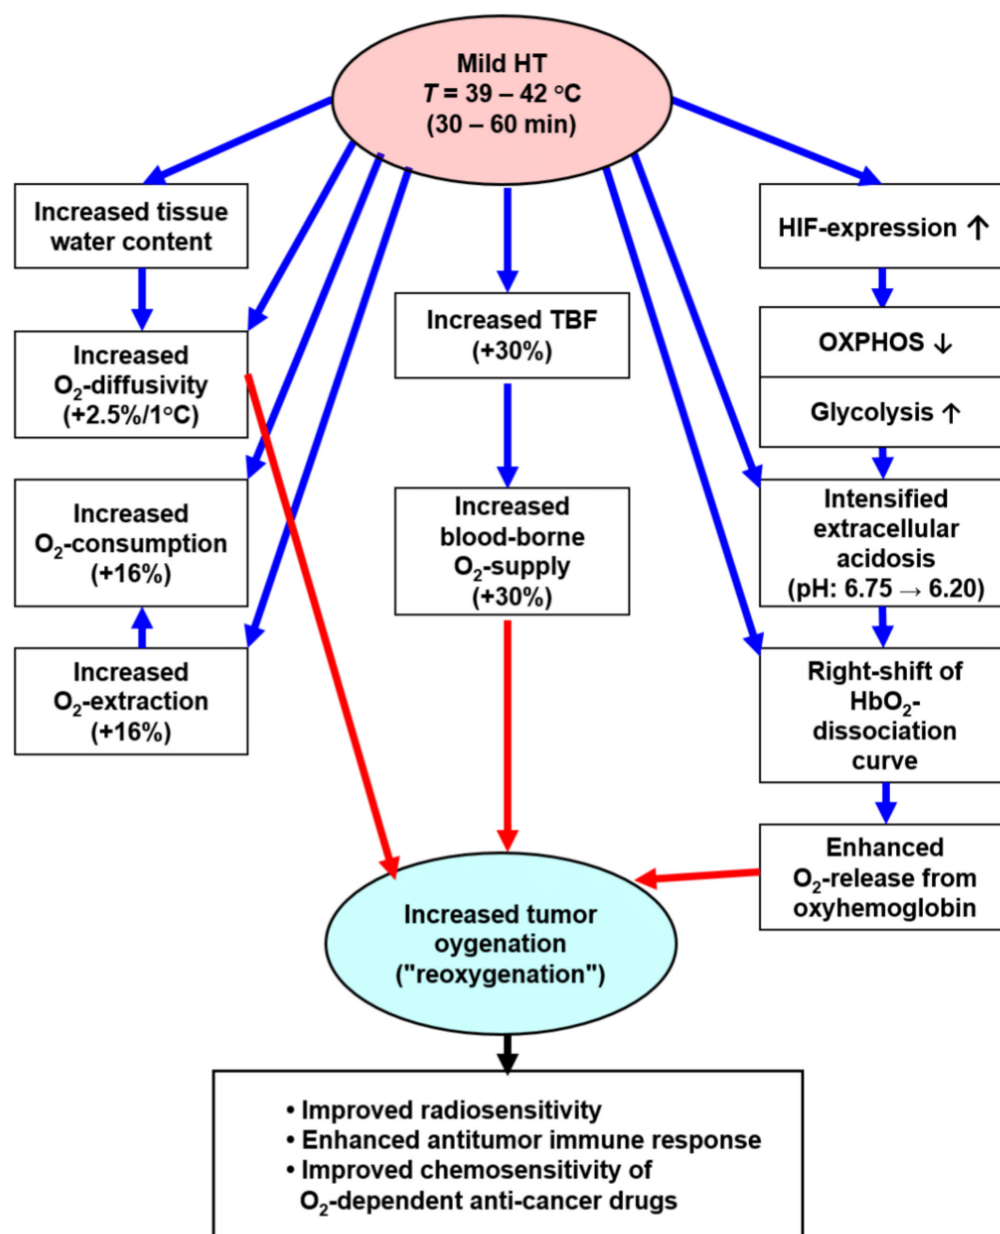 Mild HT
T = 39 – 42 °C
(30 – 60 min)
Increased tissue
water content
Increased
O₂-diffusivity
(+2.5%/1°C)
Increased
O₂-consumption
(+16%)
Increased
O₂-extraction
(+16%)
Increased TBF
(+30%)
Increased
blood-borne
O₂-supply
(+30%)
HIF-expression ↑
OXPHOS ↓
Glycolysis ↑
Intensified
extracellular
acidosis
(pH: 6.75 → 6.20)
Right-shift of
HbO₂-
dissociation
curve
Enhanced
O₂-release from
oxyhemoglobin
Increased tumor
oygenation
("reoxygenation")
• Improved radiosensitivity
• Enhanced antitumor immune response
• Improved chemosensitivity of
O₂-dependent anti-cancer drugs